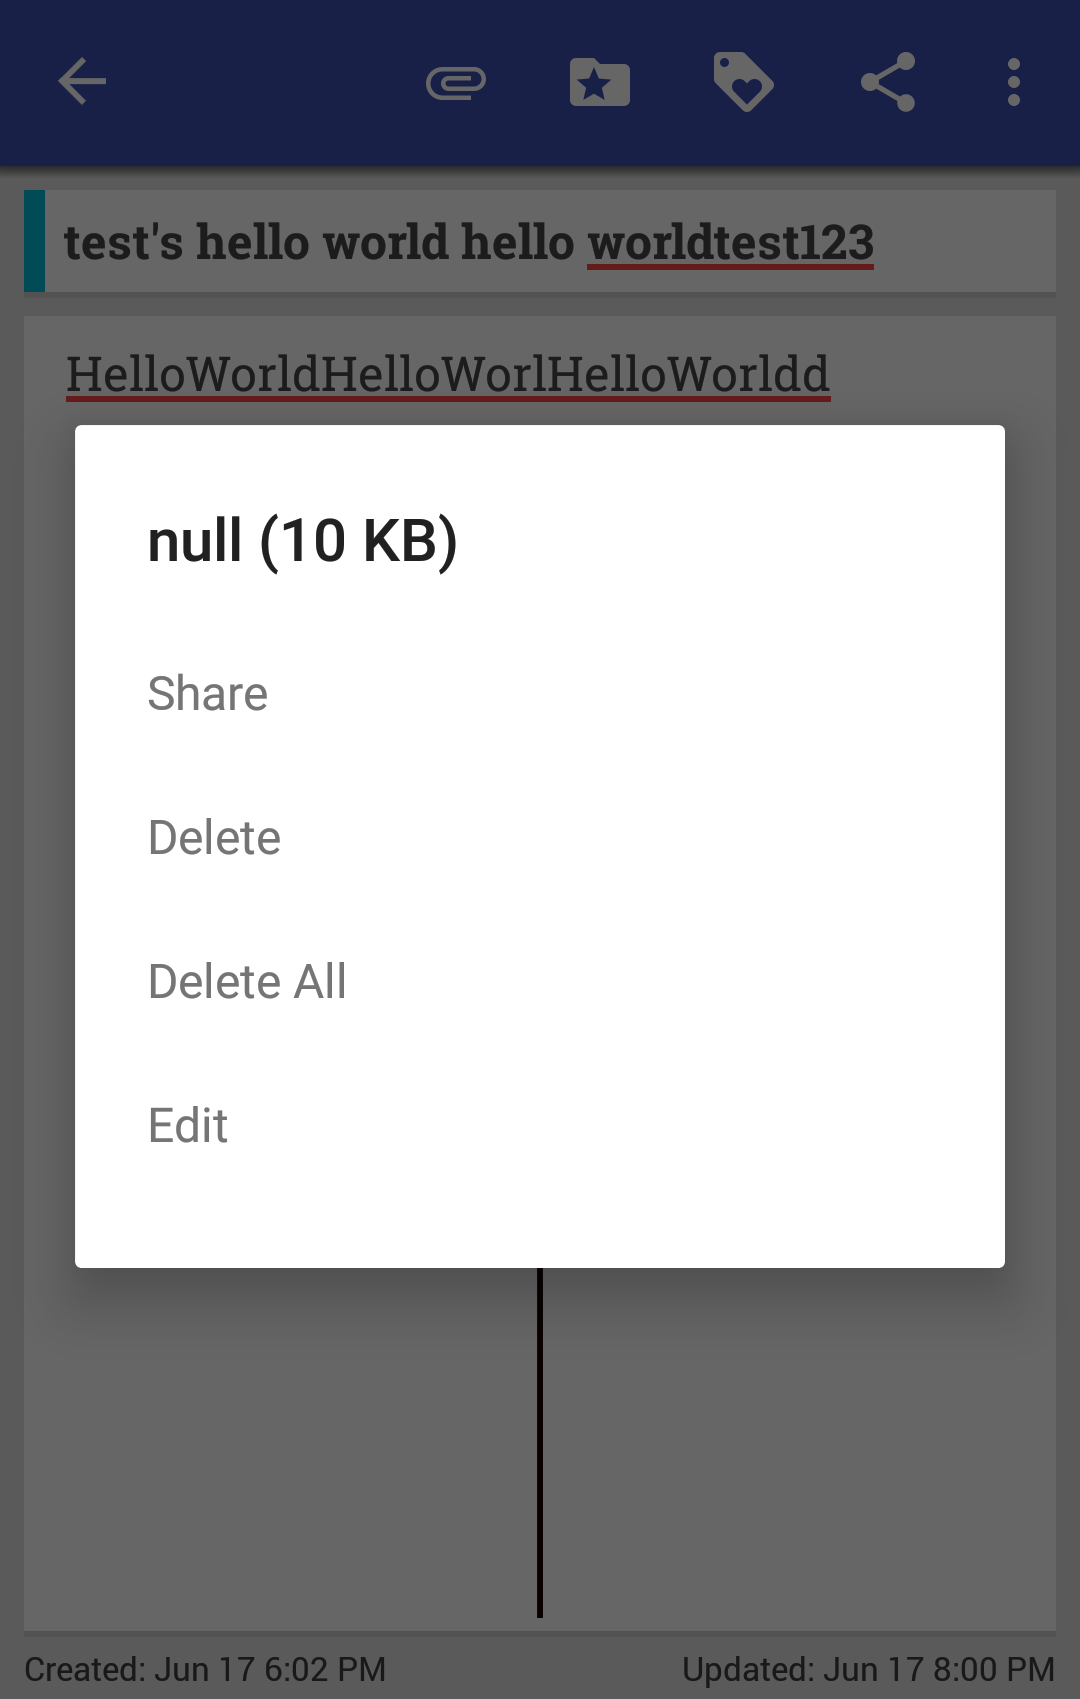 test's hello world hello worldtest123
HelloWorldHelloWorlHelloWorldd
null (10 KB)
Share
Delete
Delete All
Edit
Created: Jun 17 6:02 PM
Updated: Jun 17 8:00 PM